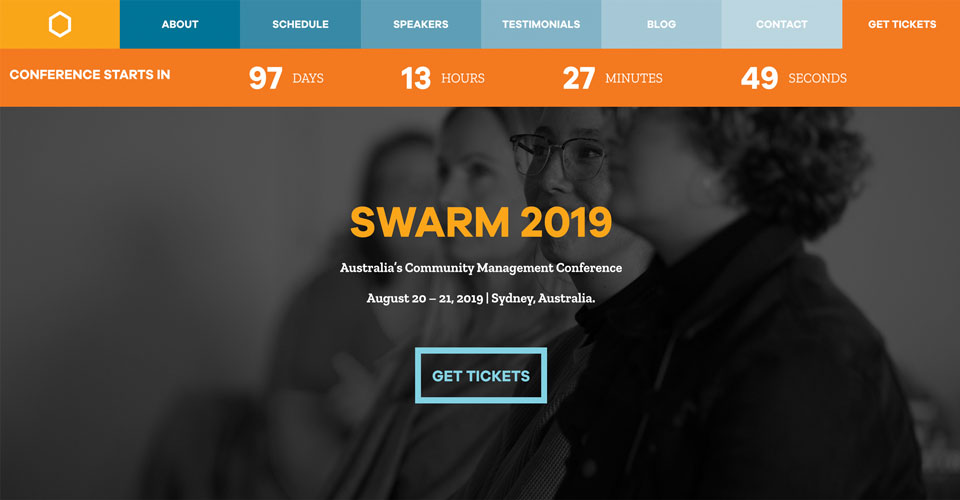 ABOUT
SCHEDULE
SPEAKERS
TESTIMONIALS
BLOG
CONTACT
GET TICKETS
CONFERENCE STARTS IN
97 DAYS
13 HOURS
27 MINUTES
49 SECONDS
SWARM 2019
Australia's Community Management Conference
August 20 – 21, 2019 | Sydney, Australia.
GET TICKETS